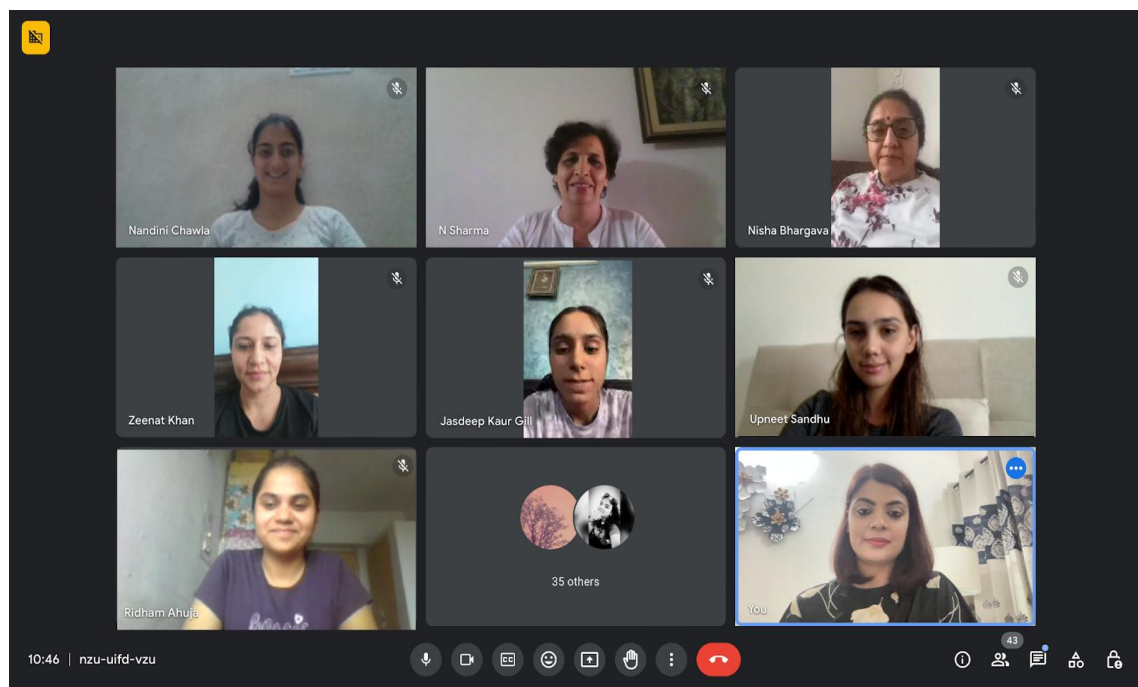 Nandini Chawla
N Sharma
Nisha Bhargava
Zeenat Khan
Jasdeep Kaur Gill
Upneet Sandhu
Ridham Ahuja
35 others
You
10:46 | nzu-uifd-vzu
CC
43